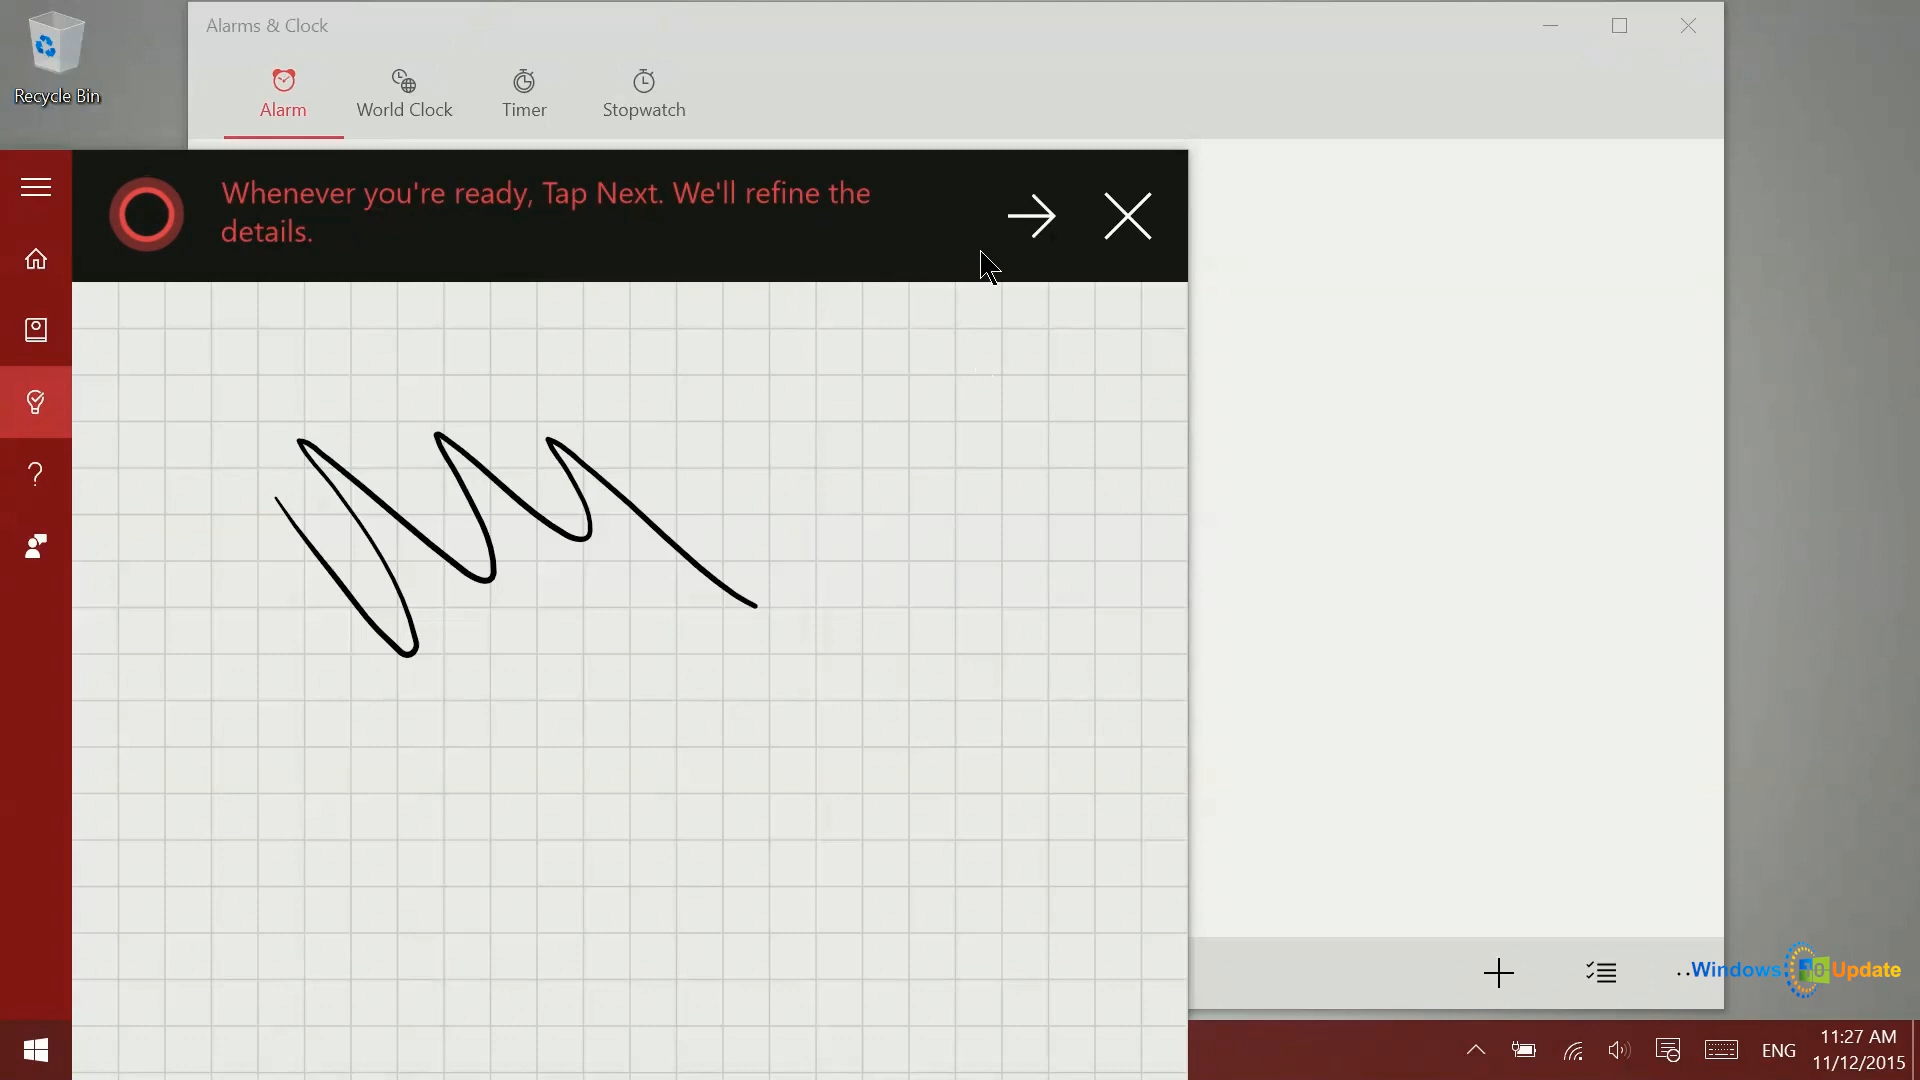 Alarms & Clock
Recycle Bin
Alarm
World Clock
Timer
Stopwatch
Whenever you're ready, Tap Next. We'll refine the
details.
Windows 10 Update
ENG
11:27 AM
11/12/2015